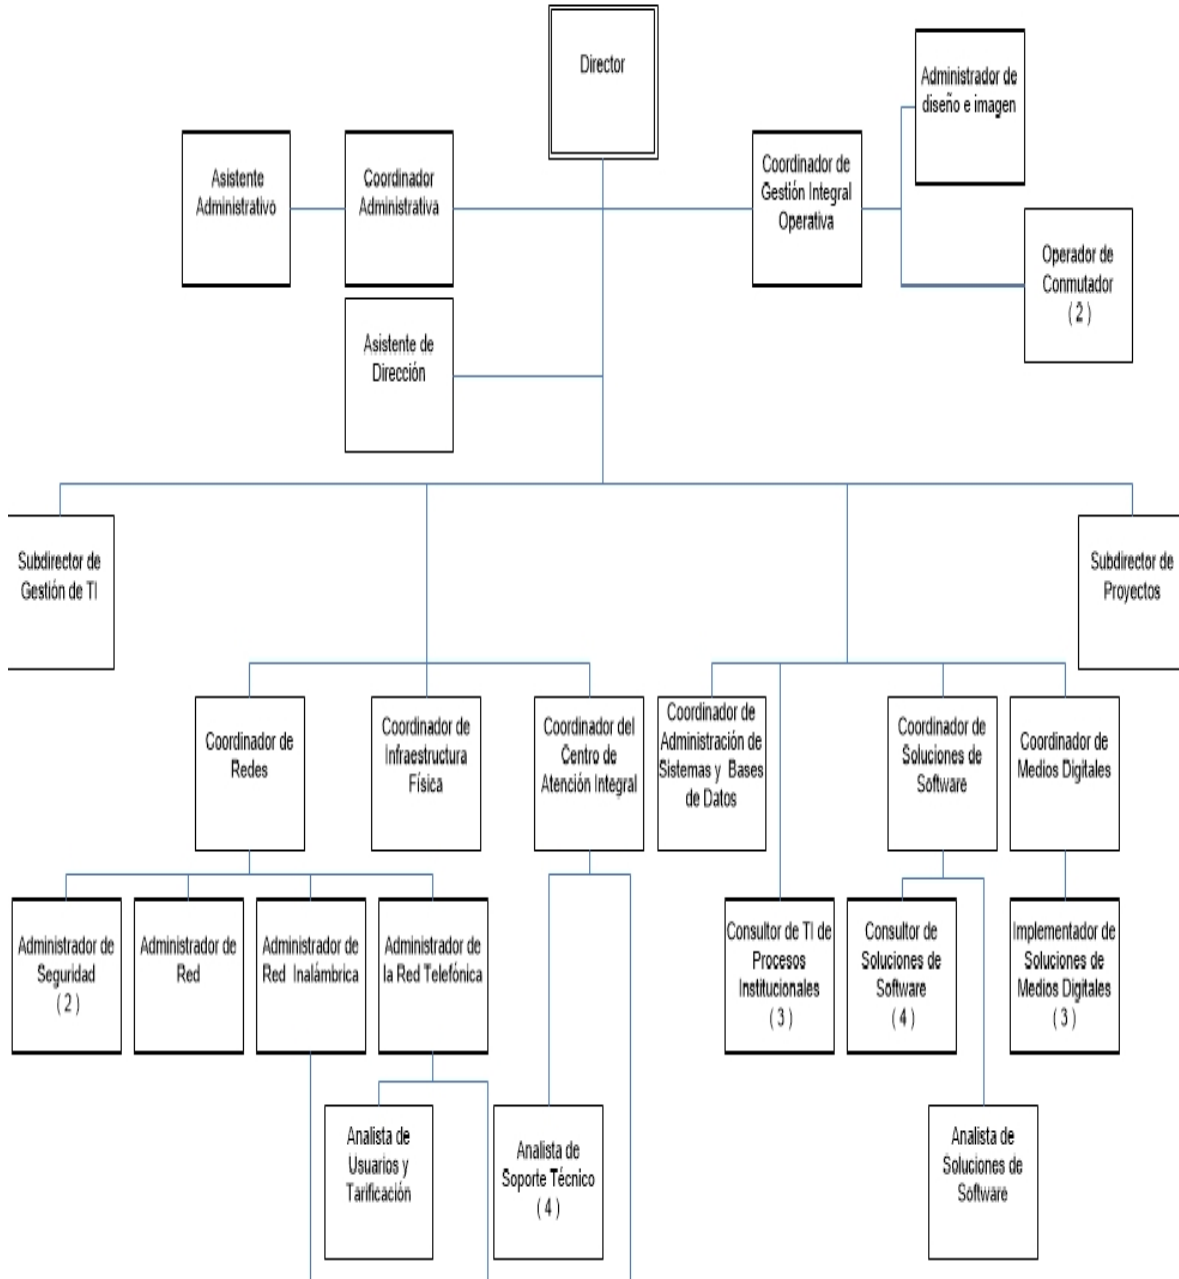 Director
Administrador de
diseño e imagen
Asistente
Administrativo
Coordinador
Administrativa
Coordinador de
Gestión Integral
Operativa
Operador de
Conmutador
( 2 )
Asistente de
Dirección
Subdirector de
Gestión de TI
Subdirector de
Proyectos
Coordinador de
Redes
Coordinador de
Infraestructura
Física
Coordinador del
Centro de
Atención Integral
Coordinador de
Administración de
Sistemas y Bases
de Datos
Coordinador de
Soluciones de
Software
Coordinador de
Medios Digitales
Administrador de
Seguridad
( 2 )
Administrador de
Red
Administrador de
Red Inalámbrica
Administrador de
la Red Telefónica
Consultor de TI de
Procesos
Institucionales
( 3 )
Consultor de
Soluciones de
Software
( 4 )
Implementador de
Soluciones de
Medios Digitales
( 3 )
Analista de
Usuarios y
Tarificación
Analista de
Soporte Técnico
( 4 )
Analista de
Soluciones de
Software